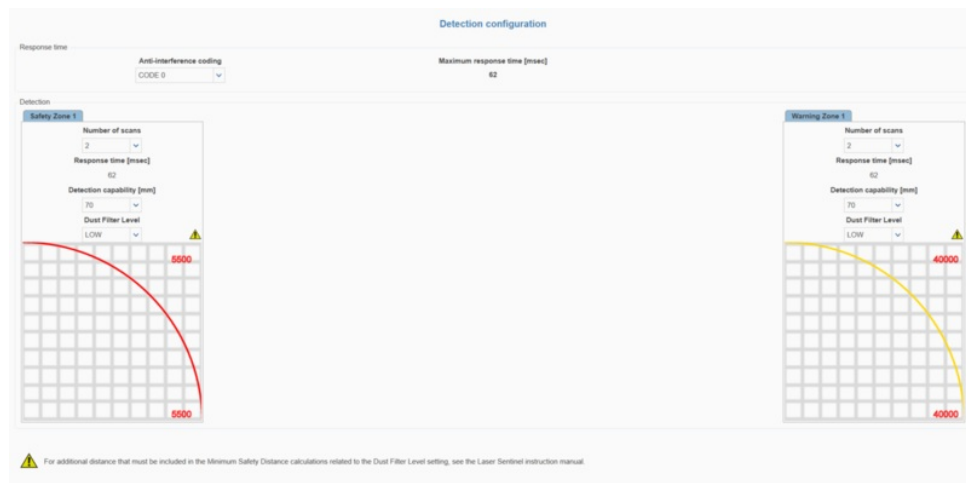 Detection configuration
Response time
Anti-interference coding
Maximum response time [msec]
CODE 0
62
Detection
Safety Zone 1
Number of scans
2
Response time [msec]
62
Detection capability [mm]
70
Dust Filter Level
LOW
5500
5500
Warning Zone 1
Number of scans
2
Response time [msec]
62
Detection capability [mm]
70
Dust Filter Level
LOW
40000
40000
For additional distance that must be included in the Minimum Safety Distance calculations related to the Dust Filter Level setting, see the Laser Sentinel instruction manual.